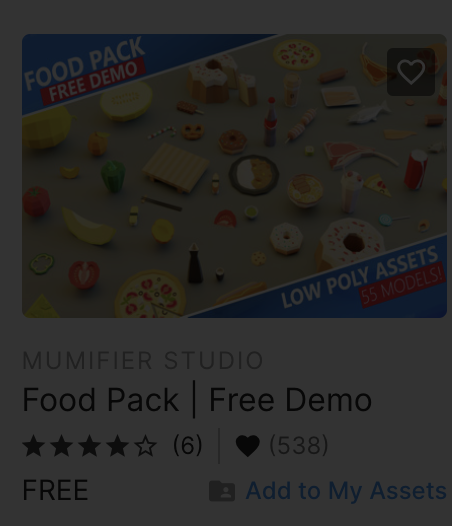 FOOD PACK
FREE DEMO
LOW POLY ASSETS
55 MODELS!
MUMIFIER STUDIO
Food Pack | Free Demo
(6) | (538)
FREE Add to My Assets